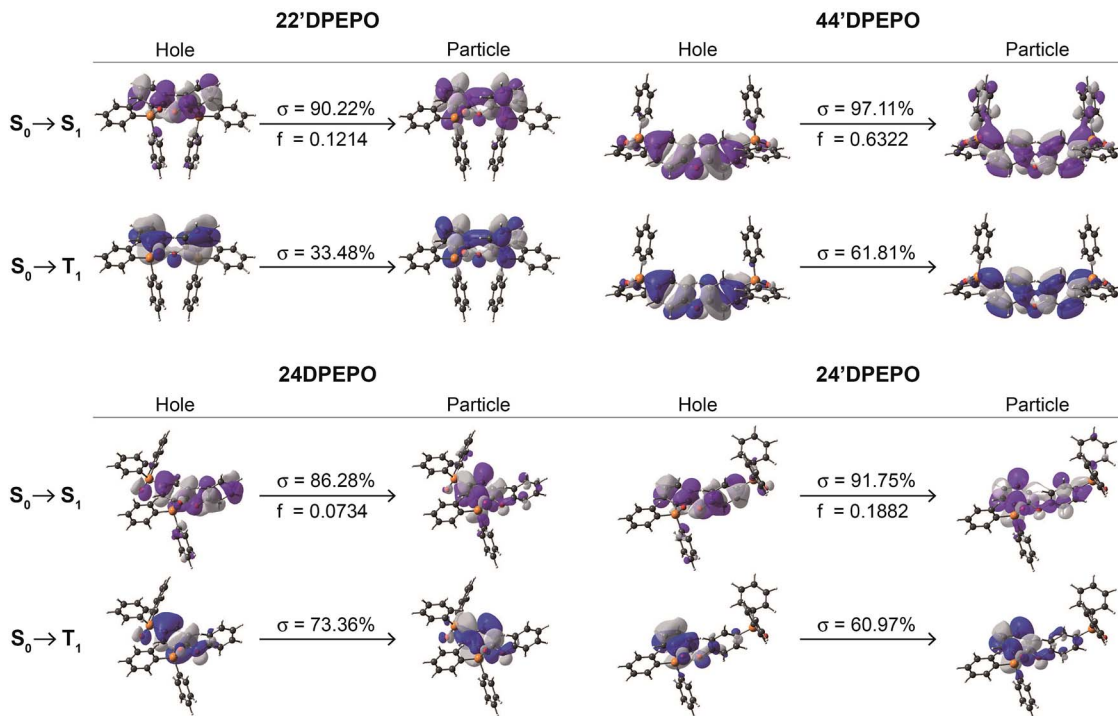 22'DPEPO 44'DPEPO
Hole Particle Hole Particle
S0 → S1 σ = 90.22% σ = 97.11%
f = 0.1214 f = 0.6322
S0 → T1 σ = 33.48% σ = 61.81%
24DPEPO 24'DPEPO
Hole Particle Hole Particle
S0 → S1 σ = 86.28% σ = 91.75%
f = 0.0734 f = 0.1882
S0 → T1 σ = 73.36% σ = 60.97%